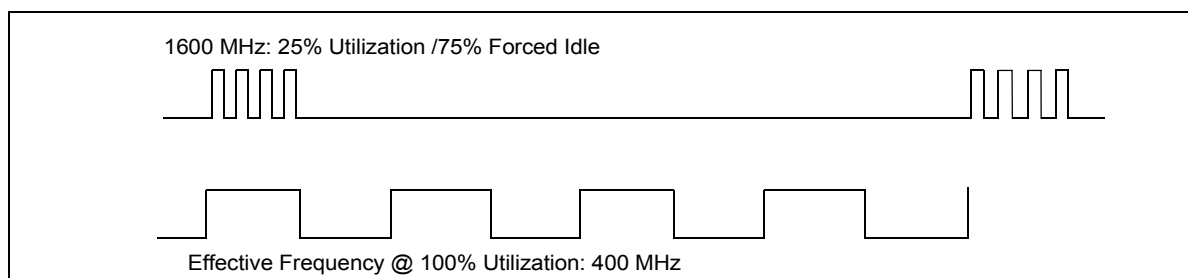 1600 MHz: 25% Utilization /75% Forced Idle
Effective Frequency @ 100% Utilization: 400 MHz